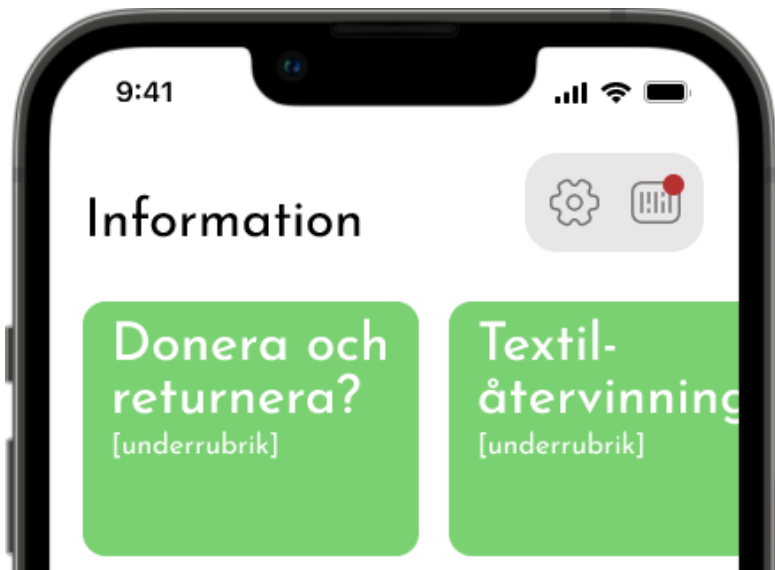 9:41
Information
Donera och
returnera?
[underrubrik]
Textil-
återvinning
[underrubrik]